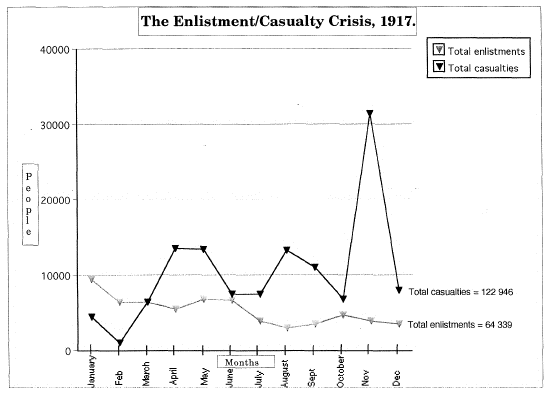 The Enlistment/Casualty Crisis, 1917.
Total enlistments
Total casualties
40000
30000
20000
10000
0
People
Total casualties = 122 946
Total enlistments = 64 339
January
Feb
March
April
May
June
July
August
Sept
October
Nov
Dec
Months